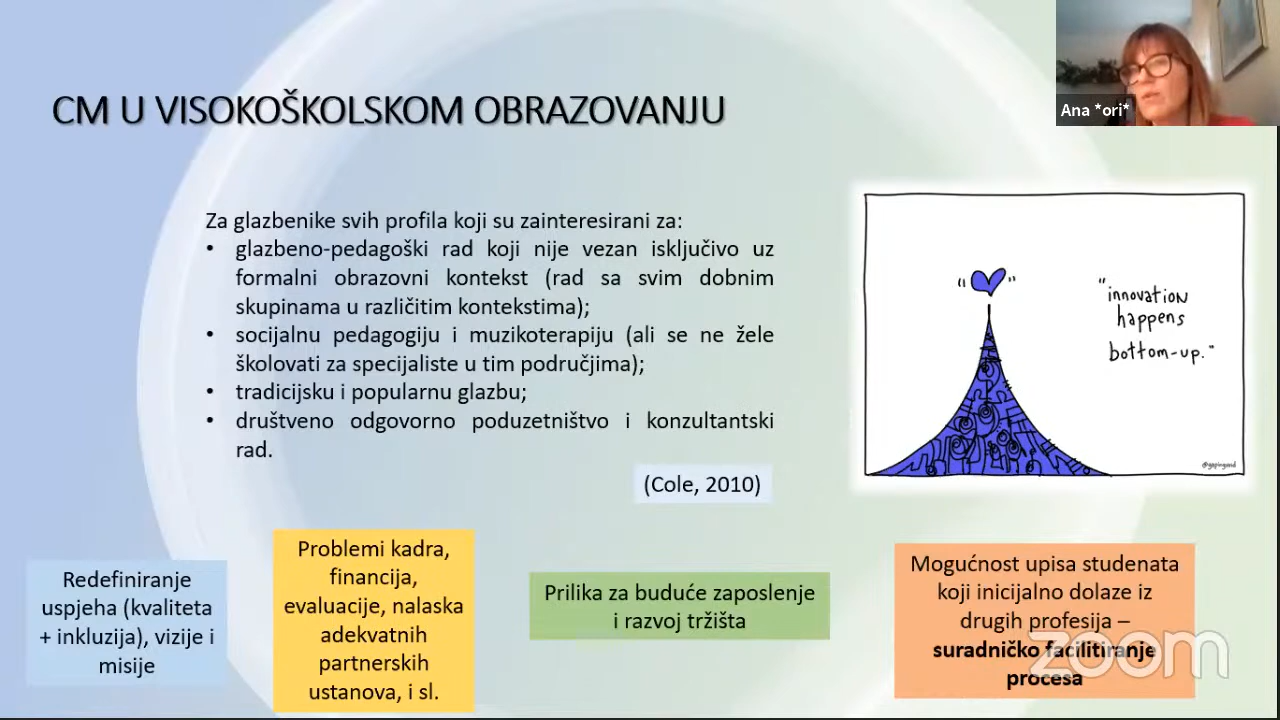 CM U VISOKOŠKOLSKOM OBRAZOVANJU
Ana *ori*
Za glazbenike svih profila koji su zainteresirani za:
• glazbeno-pedagoški rad koji nije vezan isključivo uz
formalni obrazovni kontekst (rad sa svim dobnim
skupinama u različitim kontekstima);
• socijalnu pedagogiju i muzikoterapiju (ali se ne žele
školovati za specijaliste u tim područjima);
• tradicijsku i popularnu glazbu;
• društveno odgovorno poduzetništvo i konzultantski
rad.
(Cole, 2010)
"innovation
happens
bottom-up."
@gapingvoid
Redefiniranje
uspjeha (kvaliteta
+ inkluzija), vizije i
misije
Problemi kadra,
financija,
evaluacije, nalaska
adekvatnih
partnerskih
ustanova, i sl.
Prilika za buduće zaposlenje
i razvoj tržišta
Mogućnost upisa studenata
koji inicijalno dolaze iz
drugih profesija –
suradničko facilitiranje
procesa
zoom